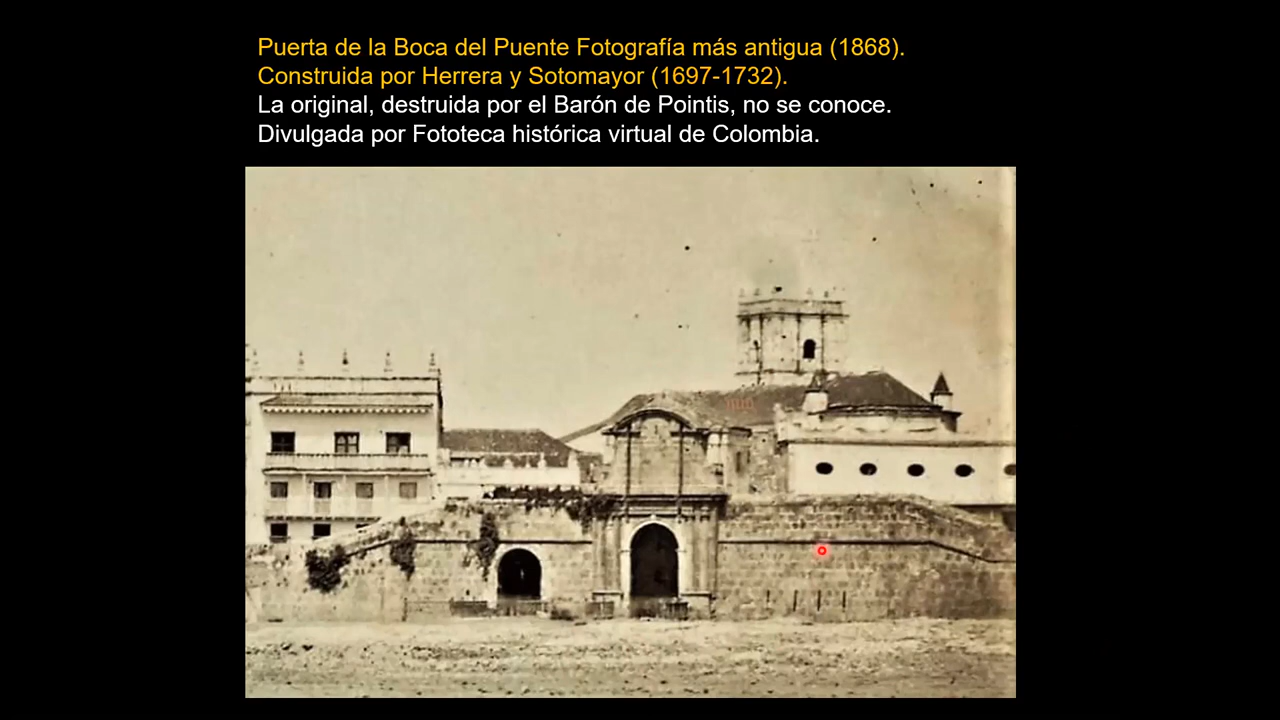 Puerta de la Boca del Puente Fotografía más antigua (1868).
Construida por Herrera y Sotomayor (1697-1732).
La original, destruida por el Barón de Pointis, no se conoce.
Divulgada por Fototeca histórica virtual de Colombia.